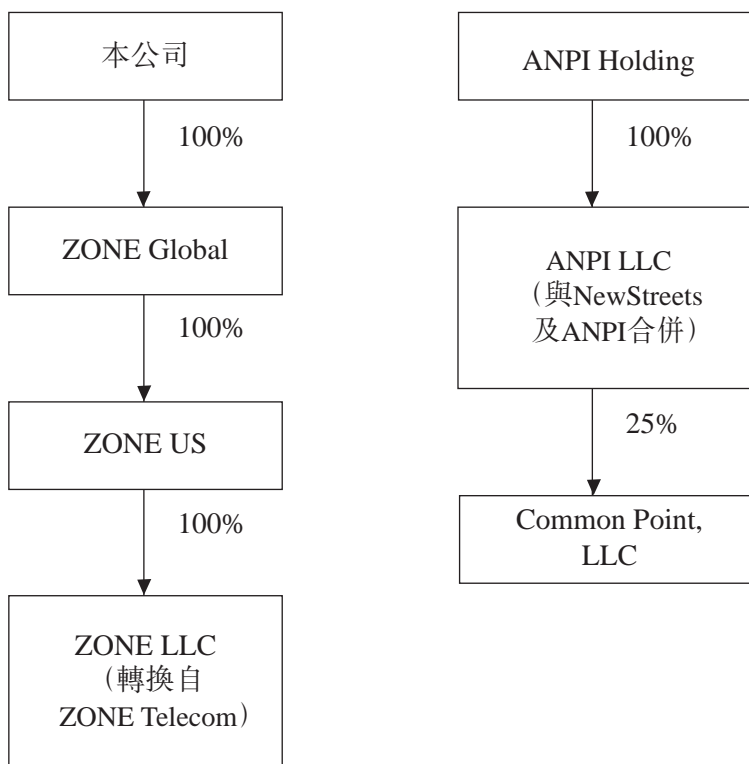 本公司
100%
ZONE Global
100%
ZONE US
100%
ZONE LLC
（轉換自
ZONE Telecom）
ANPI Holding
100%
ANPI LLC
（與NewStreets
及ANPI合併）
25%
Common Point,
LLC